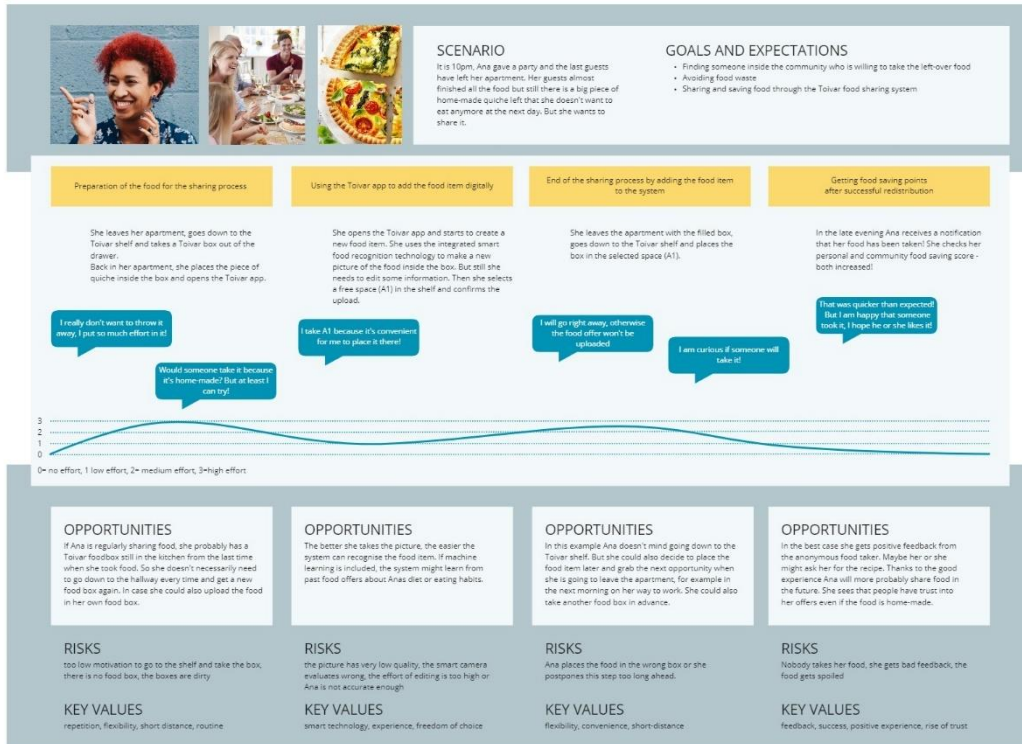 SCENARIO
It is 10pm, Ana gave a party and the last guests
have left her apartment. Her guests almost
finished all the food but still there is a big piece of
home-made quiche left that she doesn't want to
eat anymore at the next day. But she wants to
share it.
GOALS AND EXPECTATIONS
• Finding someone inside the community who is willing to take the left-over food
• Avoiding food waste
• Sharing and saving food through the Toivar food sharing system
Preparation of the food for the sharing process
Using the Toivar app to add the food item digitally
End of the sharing process by adding the food item
to the system
Getting food saving points
after successful redistribution
She leaves her apartment, goes down to the
Toivar shelf and takes a Toivar box out of the
drawer.
Back in her apartment, she places the piece of
quiche inside the box and opens the Toivar app.
She opens the Toivar app and starts to create a
new food item. She uses the integrated smart
food recognition technology to make a new
picture of the food inside the box. But still she
needs to edit some information. Then she selects
a free space (A1) in the shelf and confirms the
upload.
She leaves the apartment with the filled box,
goes down to the Toivar shelf and places the
box in the selected space (A1).
In the late evening Ana receives a notification
that her food has been taken! She checks her
personal and community food saving score -
both increased!
I really don't want to throw it
away, I put so much effort in it!
Would someone take it because
it's home-made? But at least I
can try!
I take A1 because it's convenient
for me to place it there!
I will go right away, otherwise
the food offer won't be
uploaded
I am curious if someone will
take it!
That was quicker than expected!
But I am happy that someone
took it, I hope he or she likes it!
3
2
1
0
0= no effort, 1 low effort, 2= medium effort, 3=high effort
OPPORTUNITIES
If Ana is regularly sharing food, she probably has a
Toivar foodbox still in the kitchen from the last time
when she took food. So she doesn't necessarily need
to go down to the hallway every time and get a new
food box again. In case she could also upload the food
in her own food box.
RISKS
too low motivation to go to the shelf and take the box,
there is no food box, the boxes are dirty
KEY VALUES
repetition, flexibility, short distance, routine
OPPORTUNITIES
The better she takes the picture, the easier the
system can recognise the food item. If machine
learning is included, the system might learn from
past food offers about Anas diet or eating habits.
RISKS
the picture has very low quality, the smart camera
evaluates wrong, the effort of editing is too high or
Ana is not accurate enough
KEY VALUES
smart technology, experience, freedom of choice
OPPORTUNITIES
In this example Ana doesn't mind going down to the
Toivar shelf. But she could also decide to place the
food item later and grab the next opportunity when
she is going to leave the apartment, for example in
the next morning on her way to work. She could also
take another food box in advance.
RISKS
Ana places the food in the wrong box or she
postpones this step too long ahead.
KEY VALUES
flexibility, convenience, short-distance
OPPORTUNITIES
In the best case she gets positive feedback from
the anonymous food taker. Maybe her or she
might ask her for the recipe. Thanks to the good
experience Ana will more probably share food in
the future. She sees that people have trust into
her offers even if the food is home-made.
RISKS
Nobody takes her food, she gets bad feedback, the
food gets spoiled
KEY VALUES
feedback, success, positive experience, rise of trust